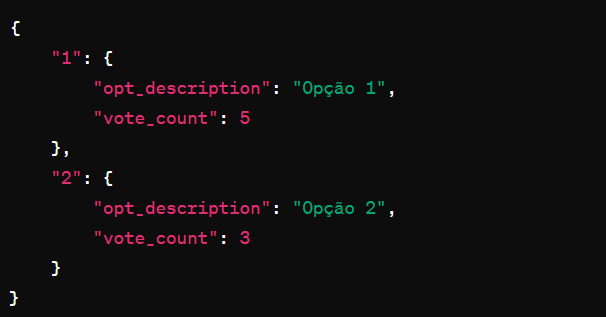 {
    "1": {
        "opt_description": "Opção 1",
        "vote_count": 5
    },
    "2": {
        "opt_description": "Opção 2",
        "vote_count": 3
    }
}